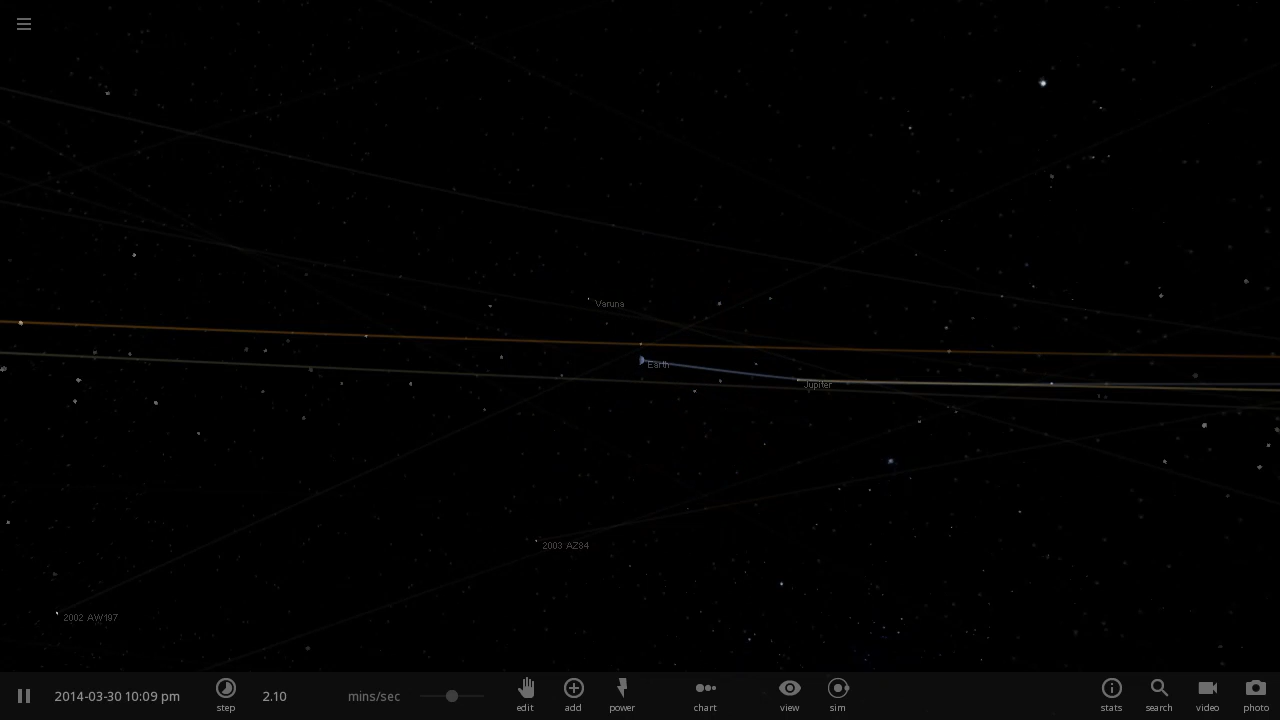 Varuna
Earth
Jupiter
2003 AZ84
2002 AW197
2014-03-30 10:09 pm
step
2.10
mins/sec
edit
add
power
chart
view
sim
stats
search
video
photo